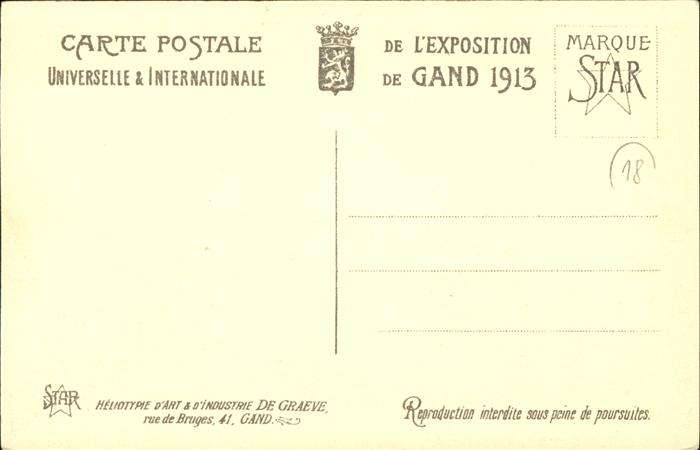 CARTE POSTALE
UNIVERSELLE & INTERNATIONALE
DE L'EXPOSITION
DE GAND 1913
MARQUE
STAR
18
STAR
HÉLIOTYPIE D'ART & D'INDUSTRIE DE GRAEVE,
rue de Bruges, 41, GAND.
Reproduction interdite sous peine de poursuites.